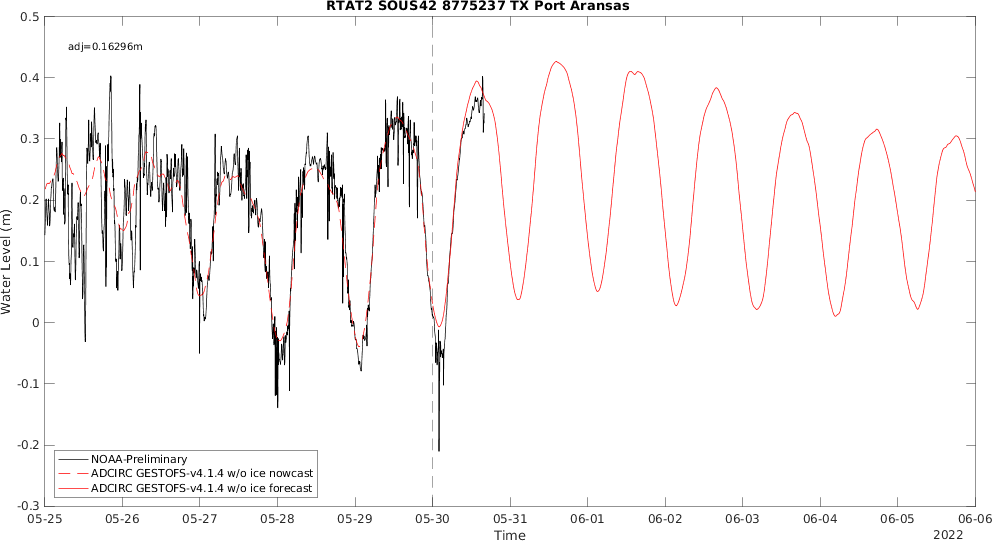 RTAT2 SOUS42 8775237 TX Port Aransas
0.5
adj=0.16296m
0.4
0.3
0.2
0.1
0
-0.1
-0.2
-0.3
Water Level (m)
NOAA-Preliminary
ADCIRC GESTOFS-v4.1.4 w/o ice nowcast
ADCIRC GESTOFS-v4.1.4 w/o ice forecast
05-25 05-26 05-27 05-28 05-29 05-30 05-31 06-01 06-02 06-03 06-04 06-05 06-06
Time
2022